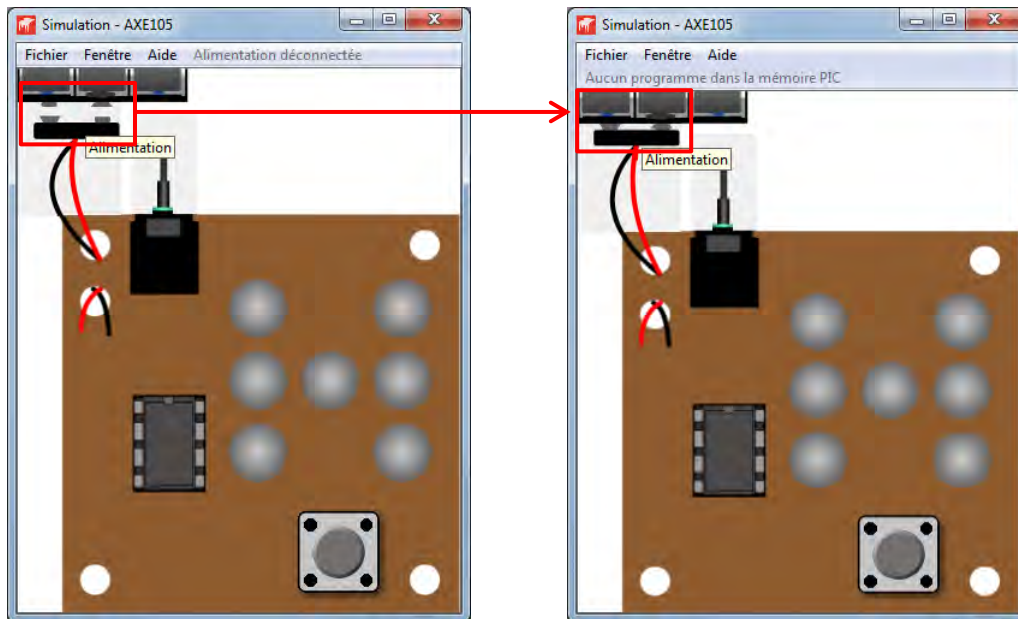 Simulation - AXE105
Fichier Fenêtre Aide Alimentation déconnectée
Alimentation
Simulation - AXE105
Fichier Fenêtre Aide
Aucun programme dans la mémoire PIC
Alimentation